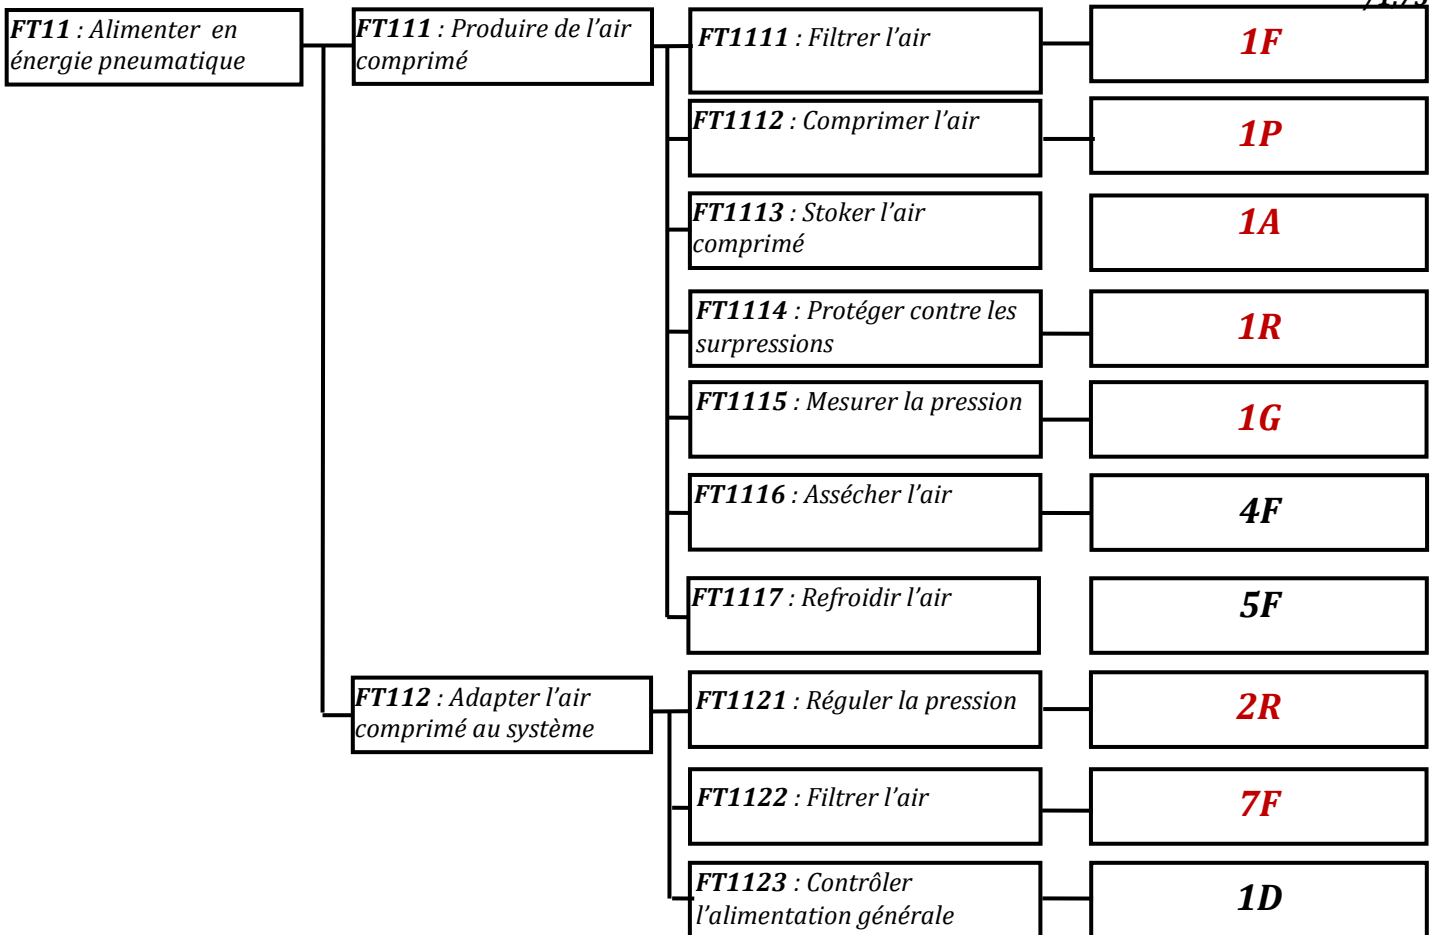 FT11 : Alimenter en
énergie pneumatique
FT111 : Produire de l'air
comprimé
FT1111 : Filtrer l'air
1F
FT1112 : Comprimer l'air
1P
FT1113 : Stoker l'air
comprimé
1A
FT1114 : Protéger contre les
surpressions
1R
FT1115 : Mesurer la pression
1G
FT1116 : Assécher l'air
4F
FT1117 : Refroidir l'air
5F
FT112 : Adapter l'air
comprimé au système
FT1121 : Réguler la pression
2R
FT1122 : Filtrer l'air
7F
FT1123 : Contrôler
l'alimentation générale
1D